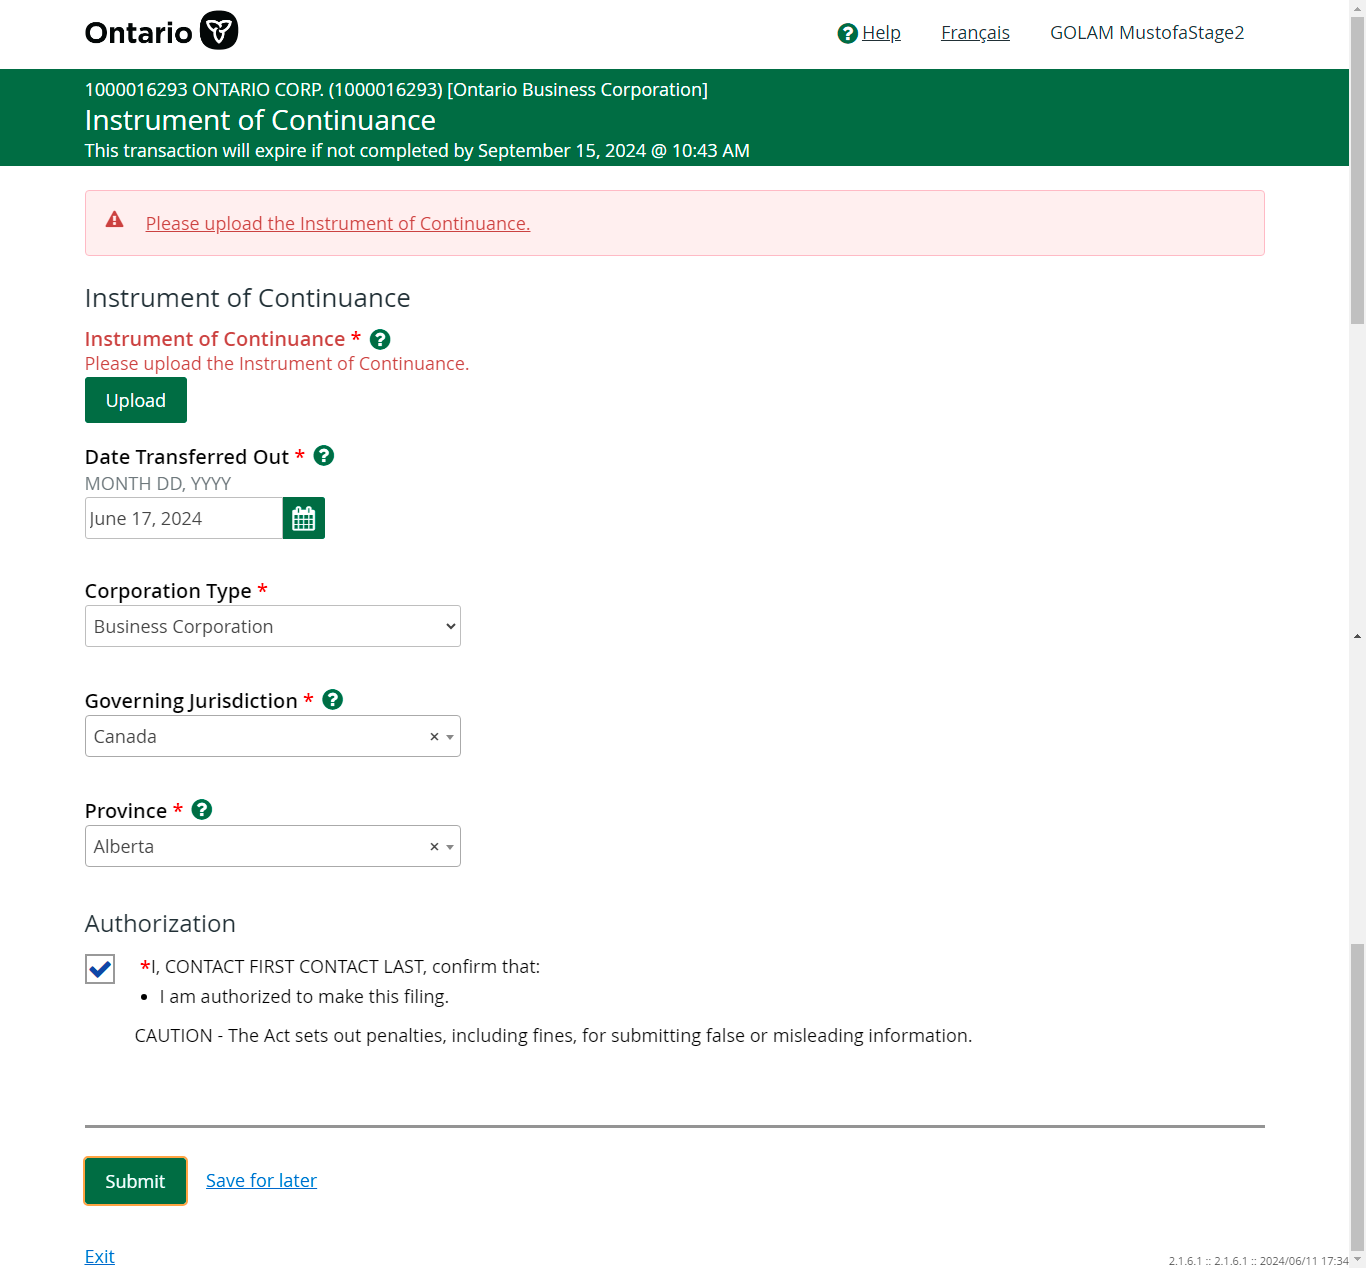 Ontario
Help Français GOLAM MustofaStage2
1000016293 ONTARIO CORP. (1000016293) [Ontario Business Corporation]
Instrument of Continuance
This transaction will expire if not completed by September 15, 2024 @ 10:43 AM
Please upload the Instrument of Continuance.
Instrument of Continuance
Instrument of Continuance *
Please upload the Instrument of Continuance.
Upload
Date Transferred Out *
MONTH DD, YYYY
June 17, 2024
Corporation Type *
Business Corporation
Governing Jurisdiction *
Canada
Province *
Alberta
Authorization
*I, CONTACT FIRST CONTACT LAST, confirm that:
• I am authorized to make this filing.
CAUTION - The Act sets out penalties, including fines, for submitting false or misleading information.
Submit Save for later
Exit
2.1.6.1 :: 2.1.6.1 :: 2024/06/11 17:34